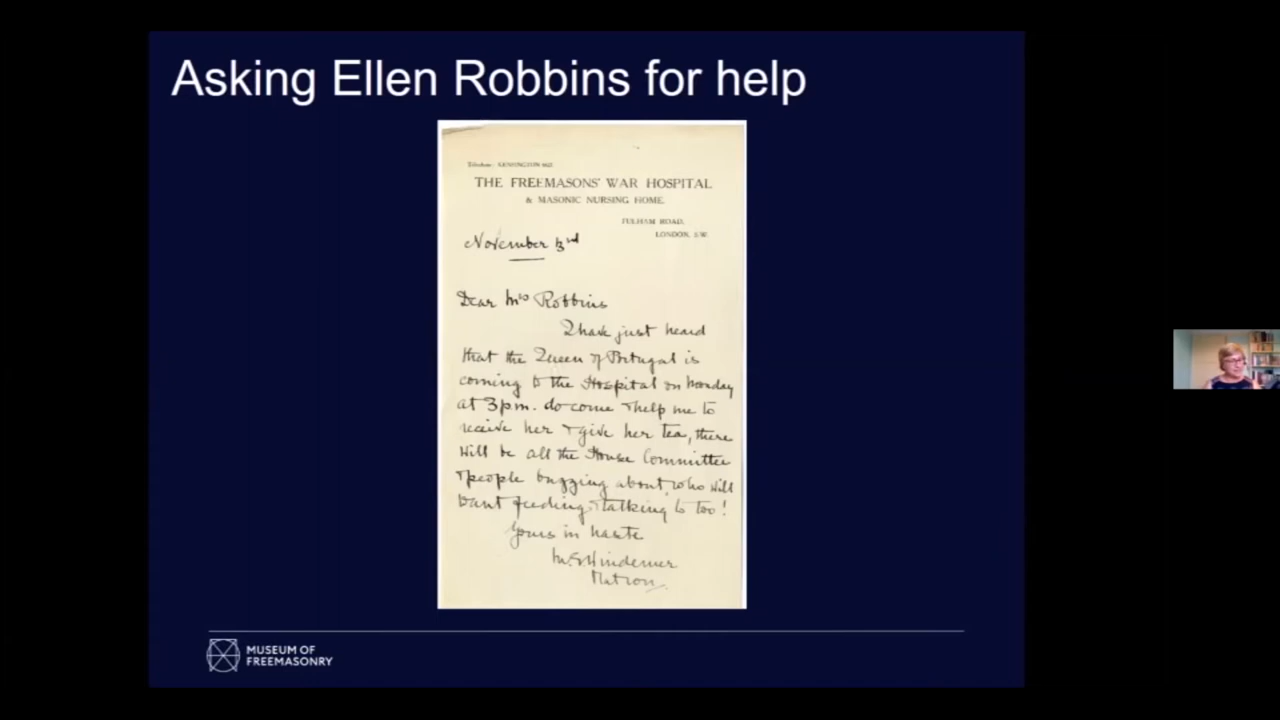 Asking Ellen Robbins for help
Telephone: KENSINGTON
THE FREEMASONS' WAR HOSPITAL
& MASONIC NURSING HOME.
FULHAM ROAD,
LONDON, S.W.
November 3rd
Dear Mrs Robbins
I have just heard
that the Queen of Portugal is
coming to the Hospital on Monday
at 3pm. do come & help me to
receive her & give her tea, there
will be all the House Committee
& people buzzing about, who will
want feeding & talking to too!
Yours in haste
Matron.
MUSEUM OF
FREEMASONRY